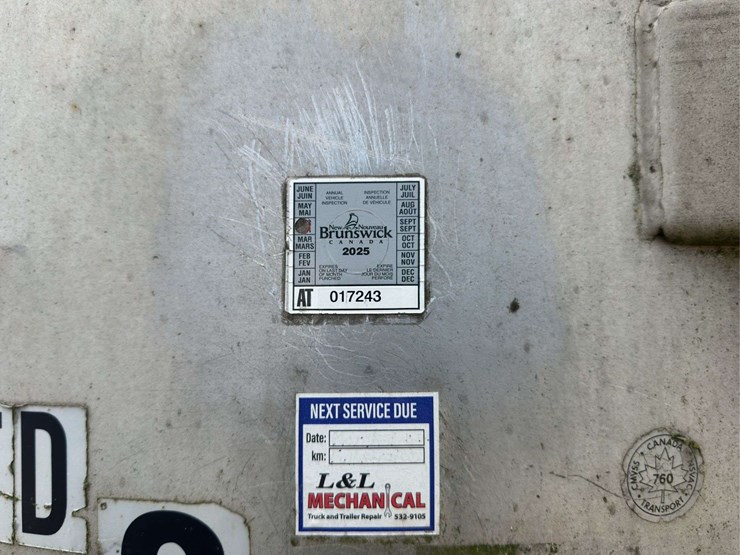 JUNE
JUIN
MAY
MAI
MAR
MARS
FEB
FEV
JAN
JAN
ANNUAL
VEHICLE
INSPECTION
INSPECTION
ANNUELLE
DE VÉHICULE
New Nouveau
Brunswick
CANADA
2025
EXPIRES
ON LAST DAY
OF MONTH
PUNCHED
EXPIRE
LE DERNIER
JOUR DU MOIS
PERFORÉ
JULY
JUIL
AUG
AOÛT
SEPT
SEPT
OCT
OCT
NOV
NOV
DEC
DEC
AT 017243
NEXT SERVICE DUE
Date:
km:
L&L
MECHANICAL
Truck and Trailer Repair 532-9105
D
CANADA
CMVSS
NSVAC
760
TRANSPORT